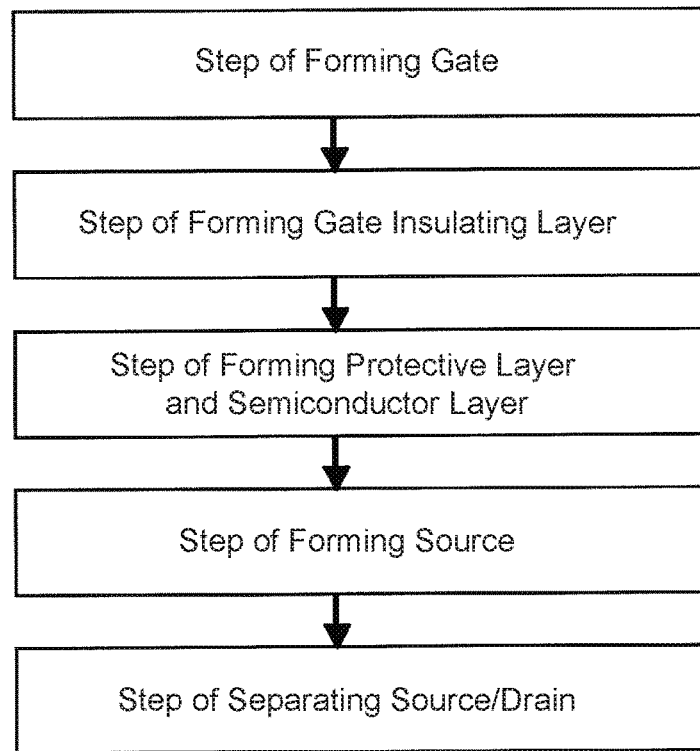 Step of Forming Gate
Step of Forming Gate Insulating Layer
Step of Forming Protective Layer
and Semiconductor Layer
Step of Forming Source
Step of Separating Source/Drain